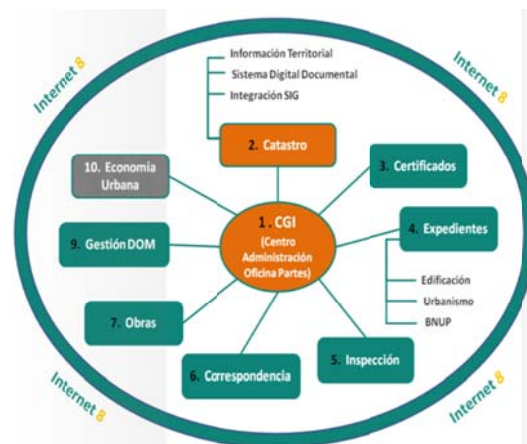 Internet 8
Internet 8
Información Territorial
Sistema Digital Documental
Integración SIG
2. Catastro
10. Economía
Urbana
3. Certificados
1. CGI
(Centro
Administración
Oficina Partes)
9. Gestión DOM
4. Expedientes
Edificación
Urbanismo
BNUP
7. Obras
6. Correspondencia
5. Inspección
Internet 8
Internet 8